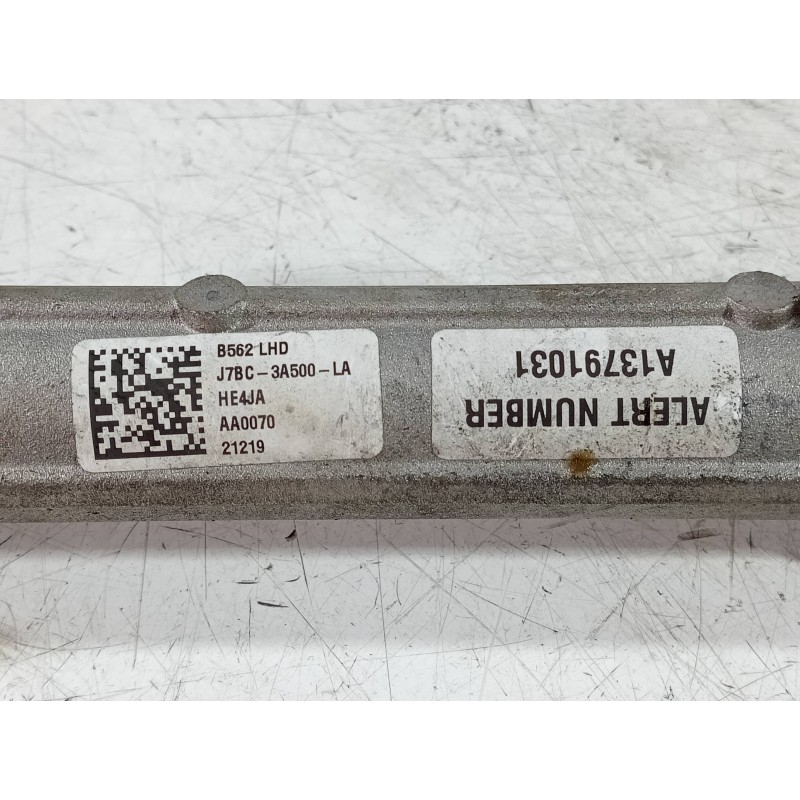 B562 LHD
J7BC-3A500-LA
HE4JA
AA0070
21219
ALERT NUMBER
A13791031